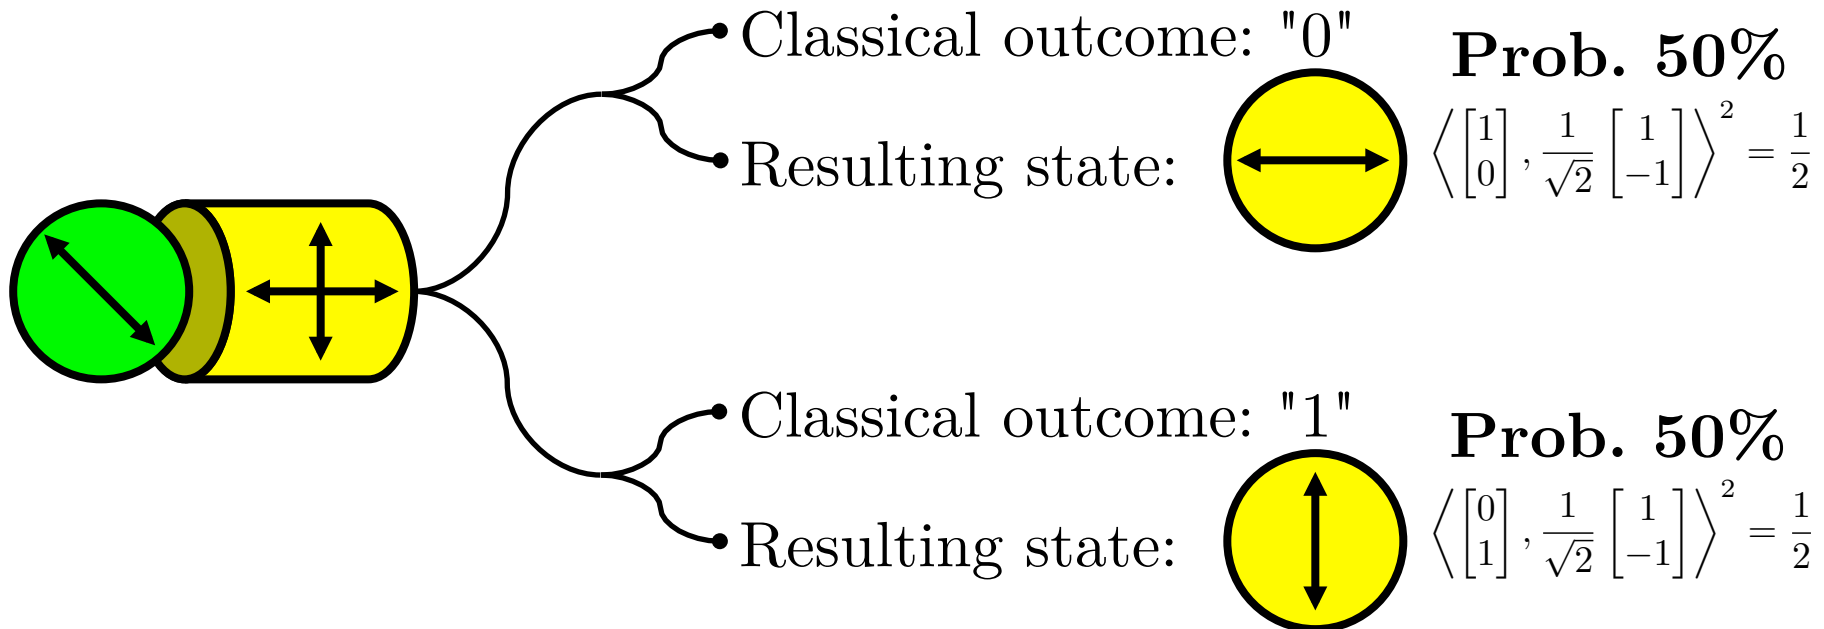 Classical outcome: "0"
Prob. 50%
Resulting state:
⟨[1 0], 1/√2 [1 −1]⟩² = 1/2
Classical outcome: "1"
Prob. 50%
Resulting state:
⟨[0 1], 1/√2 [1 −1]⟩² = 1/2